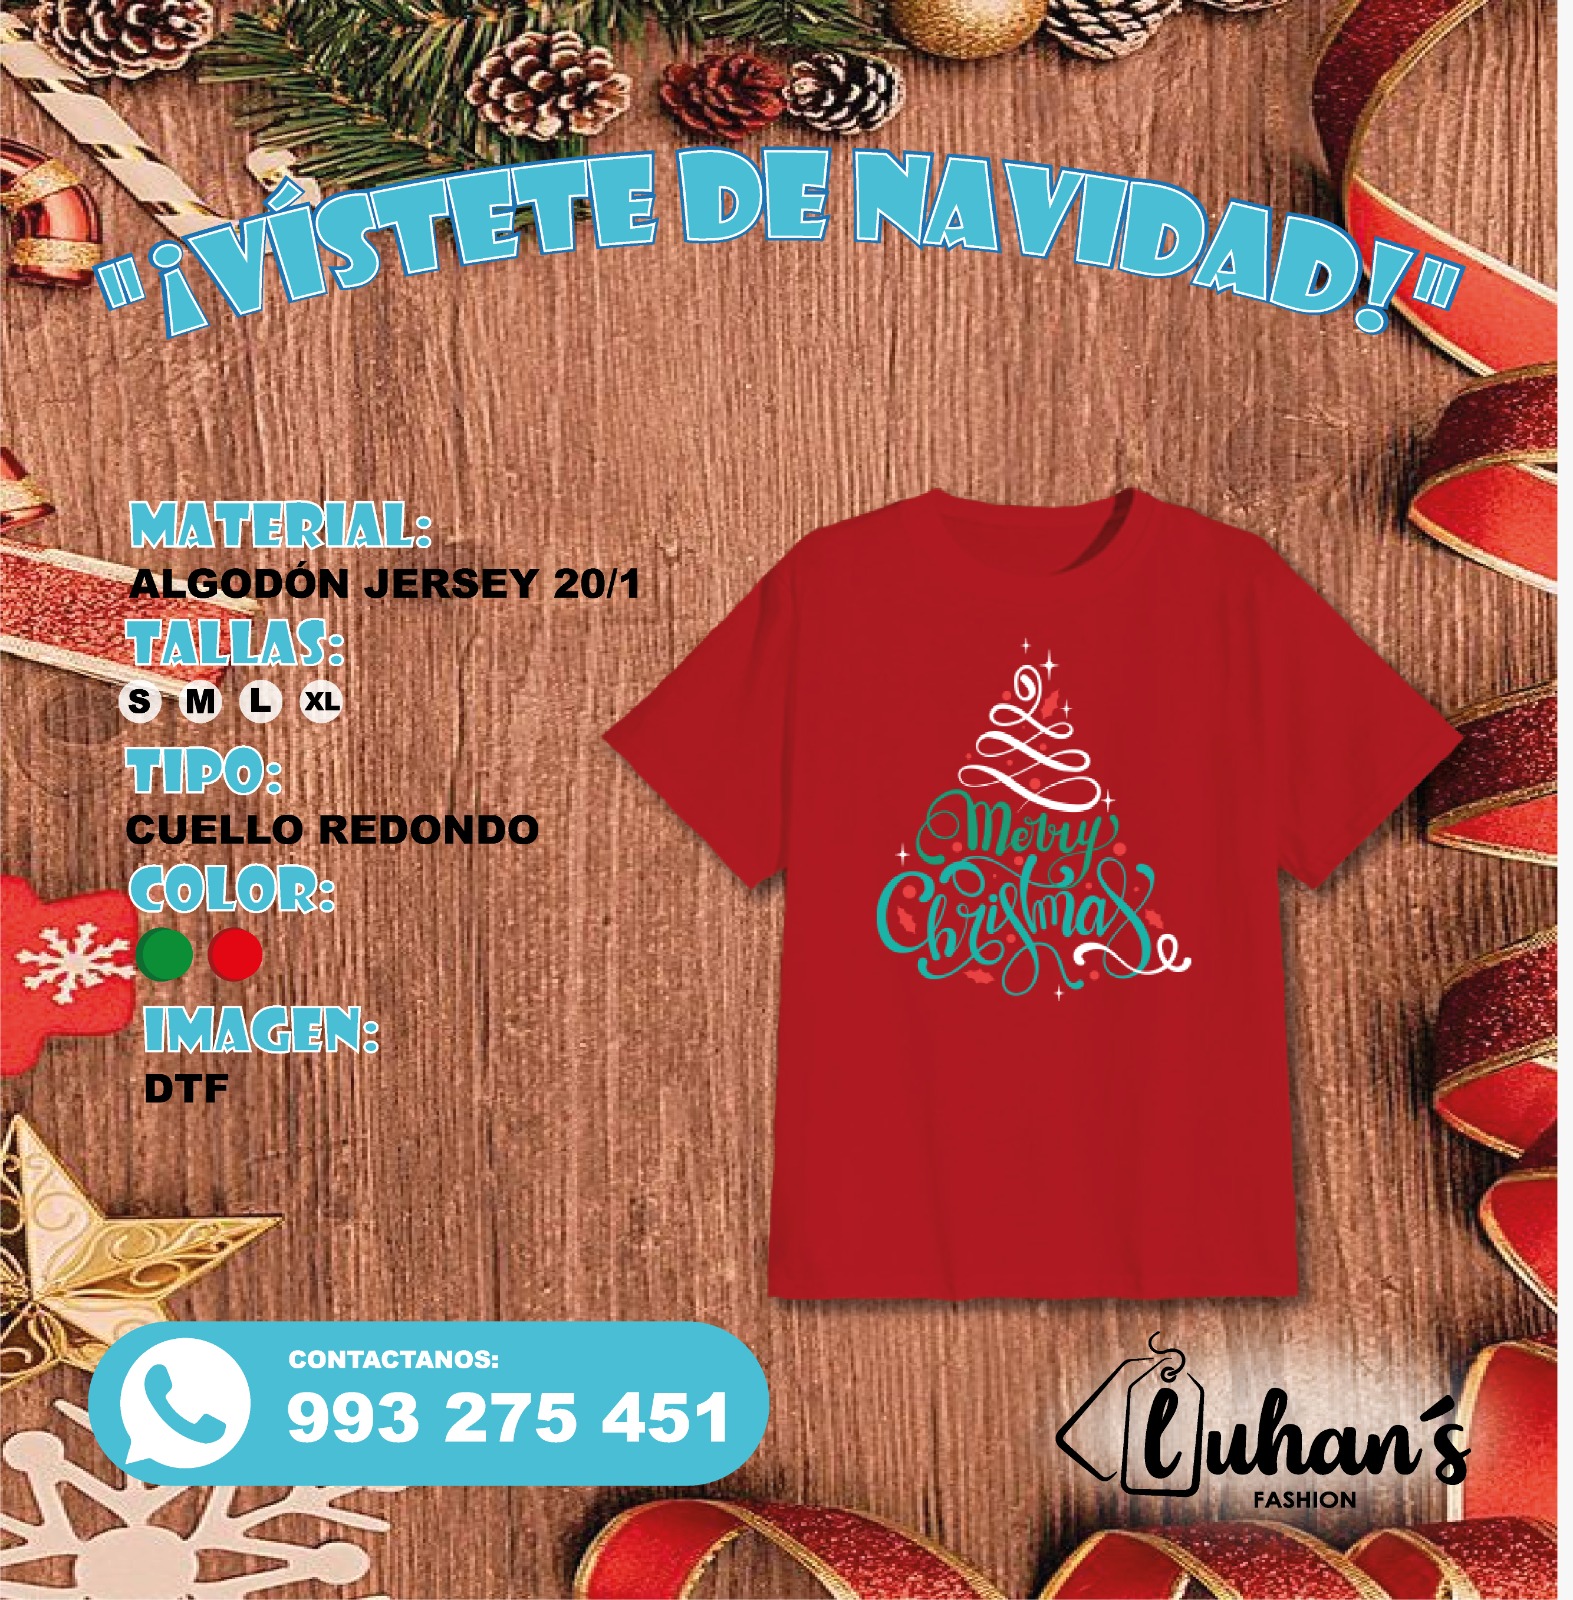 "¡VÍSTETE DE NAVIDAD!"
MATERIAL:
ALGODÓN JERSEY 20/1
TALLAS:
S M L XL
TIPO:
CUELLO REDONDO
COLOR:
IMAGEN:
DTF
Merry
Christmas
CONTACTANOS:
993 275 451
Luhan´s
FASHION